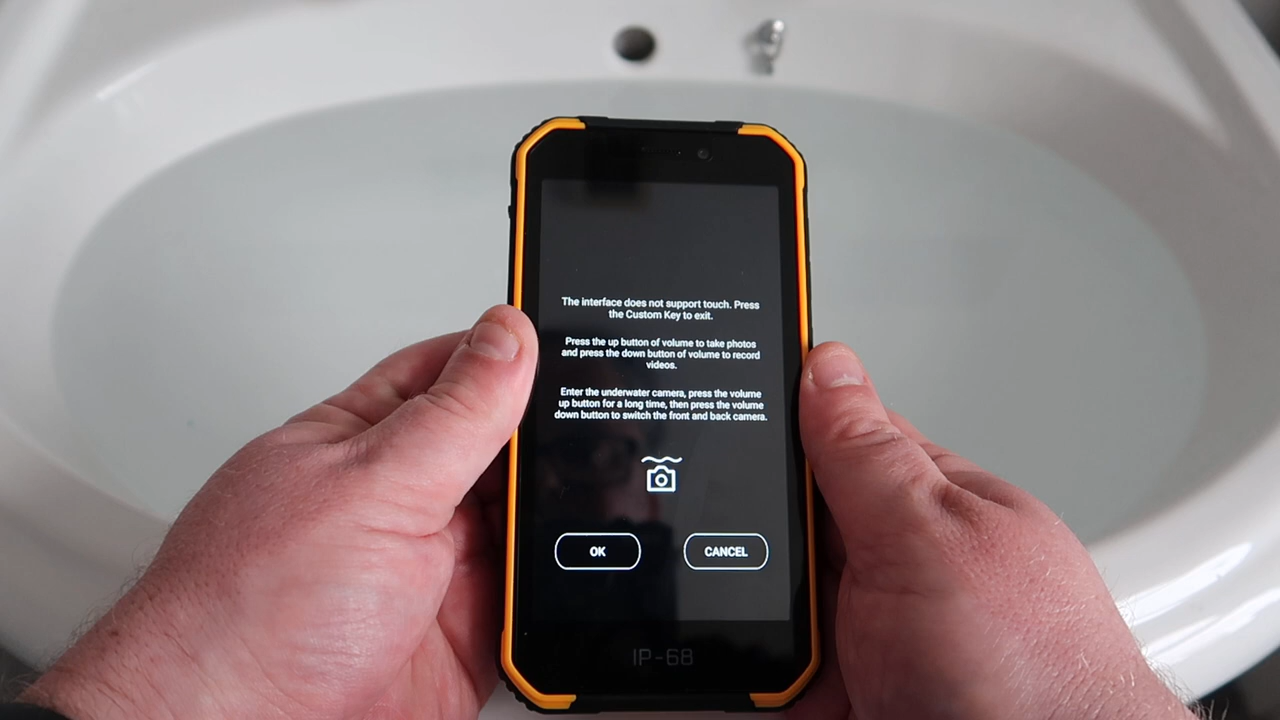 The interface does not support touch. Press
the Custom Key to exit.
Press the up button of volume to take photos
and press the down button of volume to record
videos.
Enter the underwater camera, press the volume
up button for a long time, then press the volume
down button to switch the front and back camera.
OK
CANCEL
IP-68